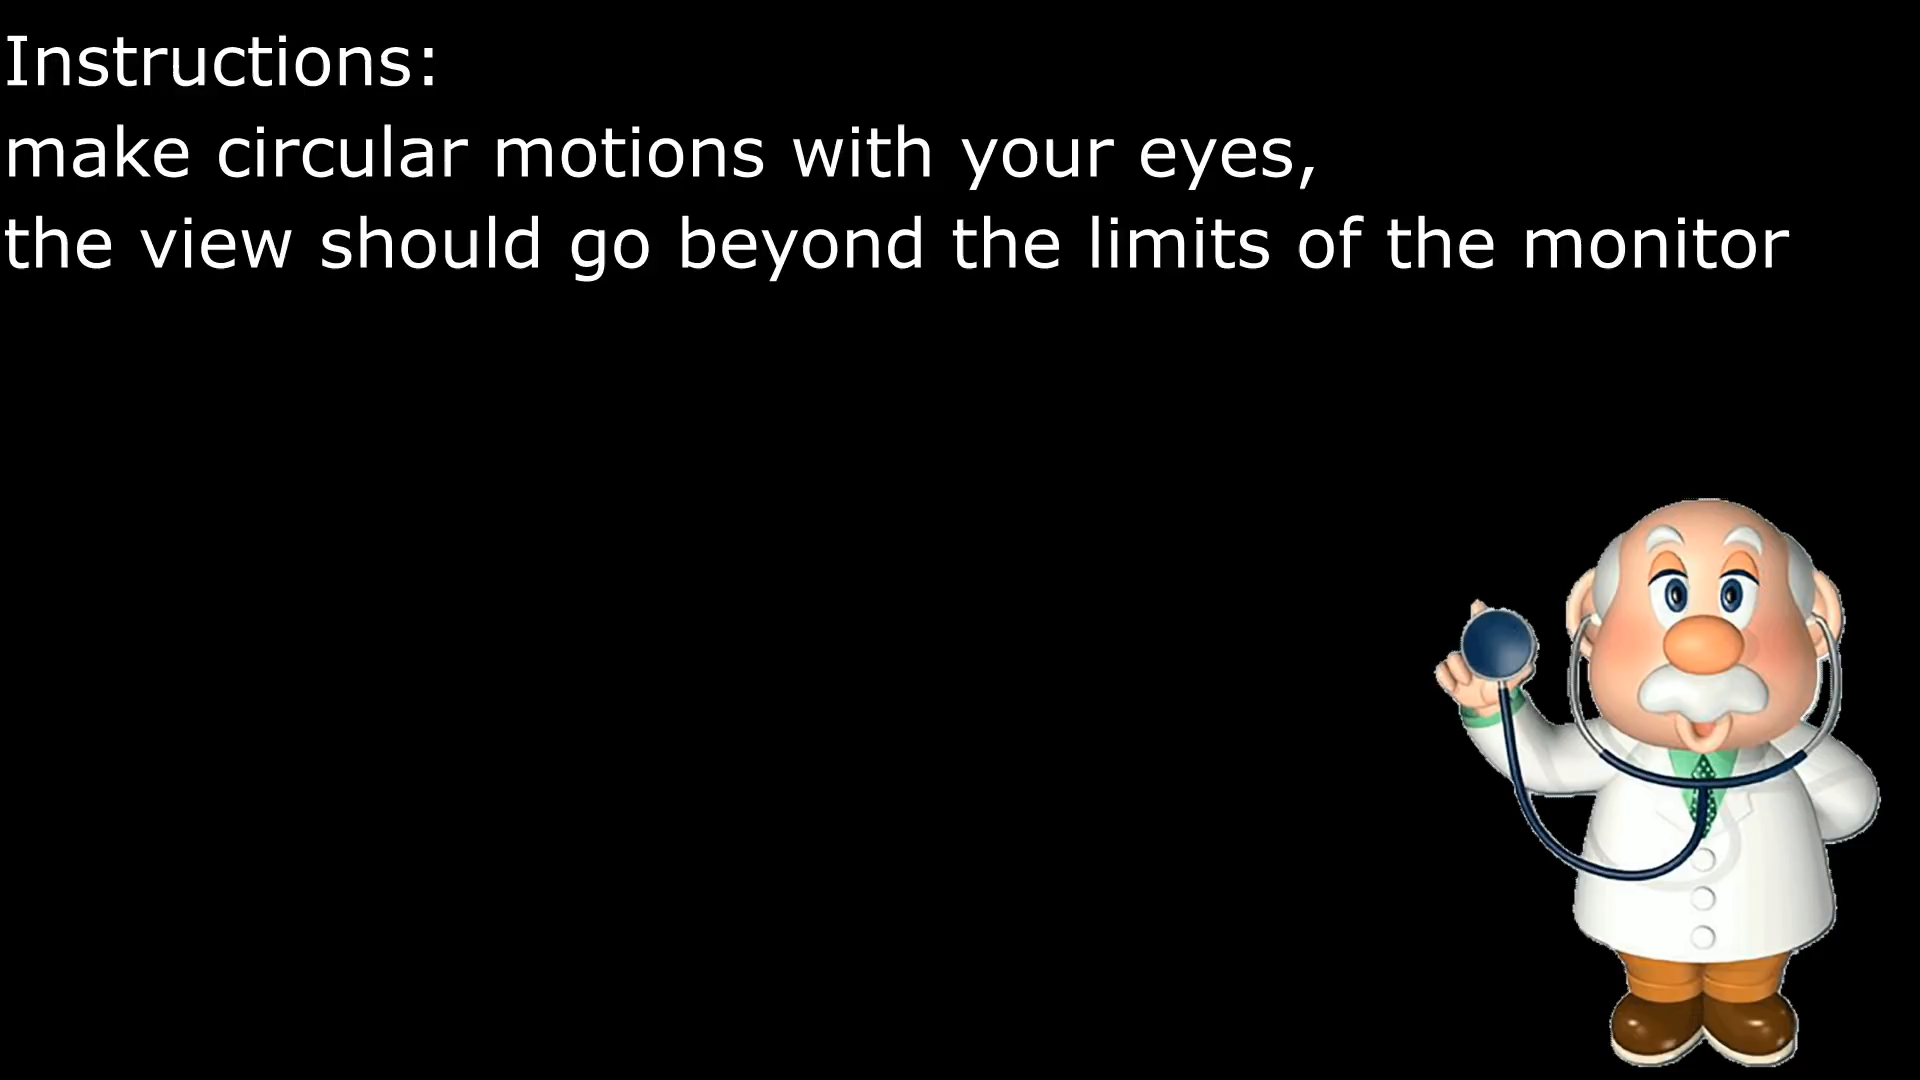 Instructions:
make circular motions with your eyes,
the view should go beyond the limits of the monitor